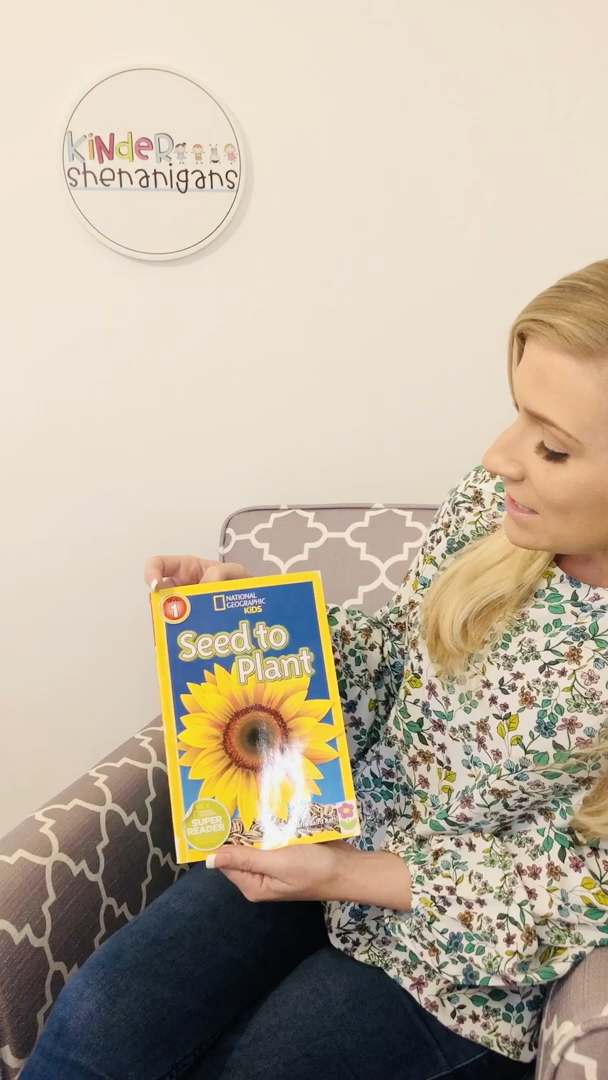 KiNdeR
shenanigans
1
NATIONAL
GEOGRAPHIC
KiDS
Seed to
Plant
SUPER
READER